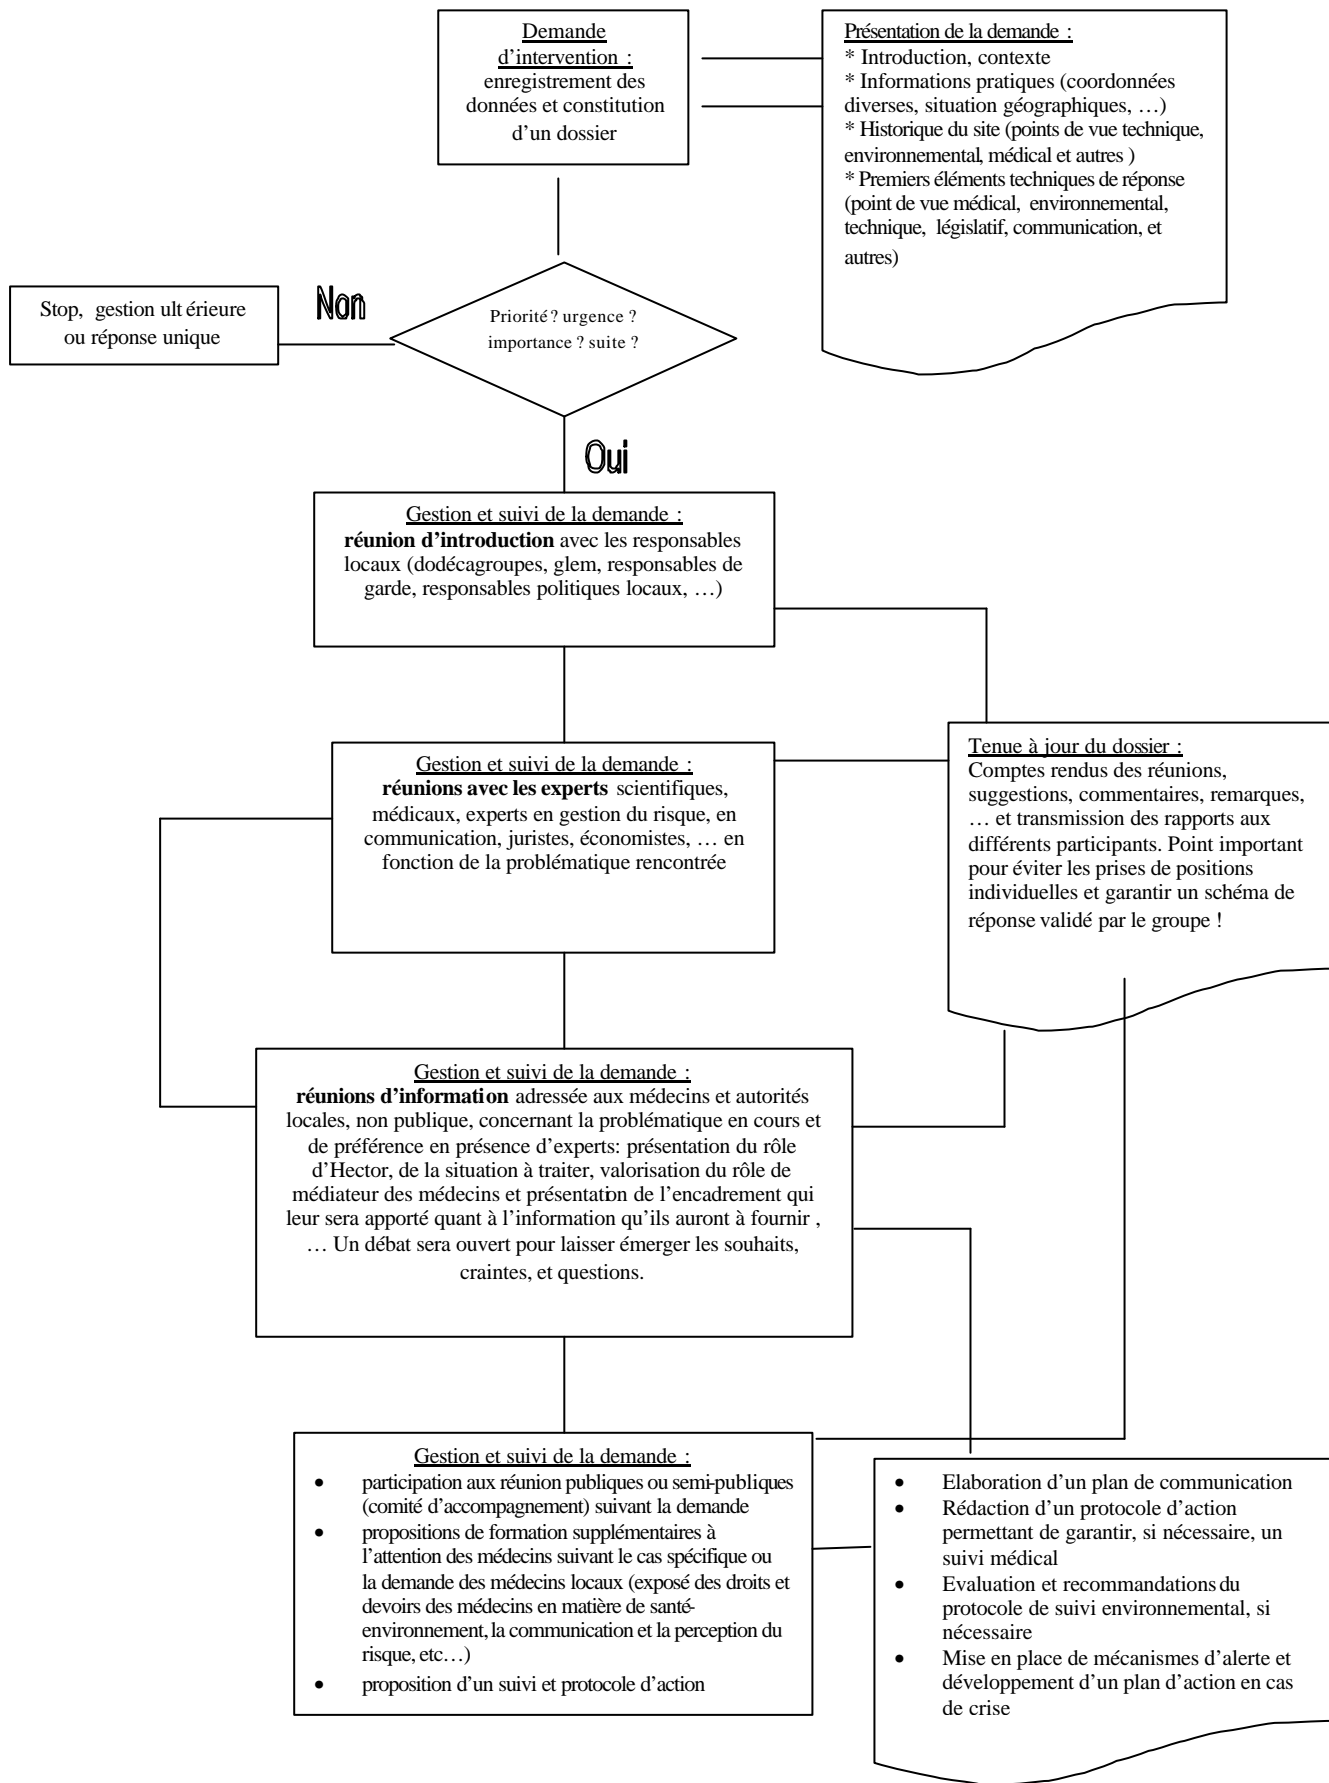 Demande
d’intervention :
enregistrement des
données et constitution
d’un dossier
Présentation de la demande :
* Introduction, contexte
* Informations pratiques (coordonnées
diverses, situation géographiques, …)
* Historique du site (points de vue technique,
environnemental, médical et autres )
* Premiers éléments techniques de réponse
(point de vue médical, environnemental,
technique, législatif, communication, et
autres)
Stop, gestion ult érieure
ou réponse unique
Non
Priorité ? urgence ?
importance ? suite ?
Oui
Gestion et suivi de la demande :
réunion d’introduction avec les responsables
locaux (dodécagroupes, glem, responsables de
garde, responsables politiques locaux, …)
Gestion et suivi de la demande :
réunions avec les experts scientifiques,
médicaux, experts en gestion du risque, en
communication, juristes, économistes, … en
fonction de la problématique rencontrée
Tenue à jour du dossier :
Comptes rendus des réunions,
suggestions, commentaires, remarques,
… et transmission des rapports aux
différents participants. Point important
pour éviter les prises de positions
individuelles et garantir un schéma de
réponse validé par le groupe !
Gestion et suivi de la demande :
réunions d’information adressée aux médecins et autorités
locales, non publique, concernant la problématique en cours et
de préférence en présence d’experts: présentation du rôle
d’Hector, de la situation à traiter, valorisation du rôle de
médiateur des médecins et présentation de l’encadrement qui
leur sera apporté quant à l’information qu’ils auront à fournir ,
… Un débat sera ouvert pour laisser émerger les souhaits,
craintes, et questions.
Gestion et suivi de la demande :
• participation aux réunion publiques ou semi-publiques
(comité d’accompagnement) suivant la demande
• propositions de formation supplémentaires à
l’attention des médecins suivant le cas spécifique ou
la demande des médecins locaux (exposé des droits et
devoirs des médecins en matière de santé-
environnement, la communication et la perception du
risque, etc…)
• proposition d’un suivi et protocole d’action
• Elaboration d’un plan de communication
• Rédaction d’un protocole d’action
permettant de garantir, si nécessaire, un
suivi médical
• Evaluation et recommandations du
protocole de suivi environnemental, si
nécessaire
• Mise en place de mécanismes d’alerte et
développement d’un plan d’action en cas
de crise